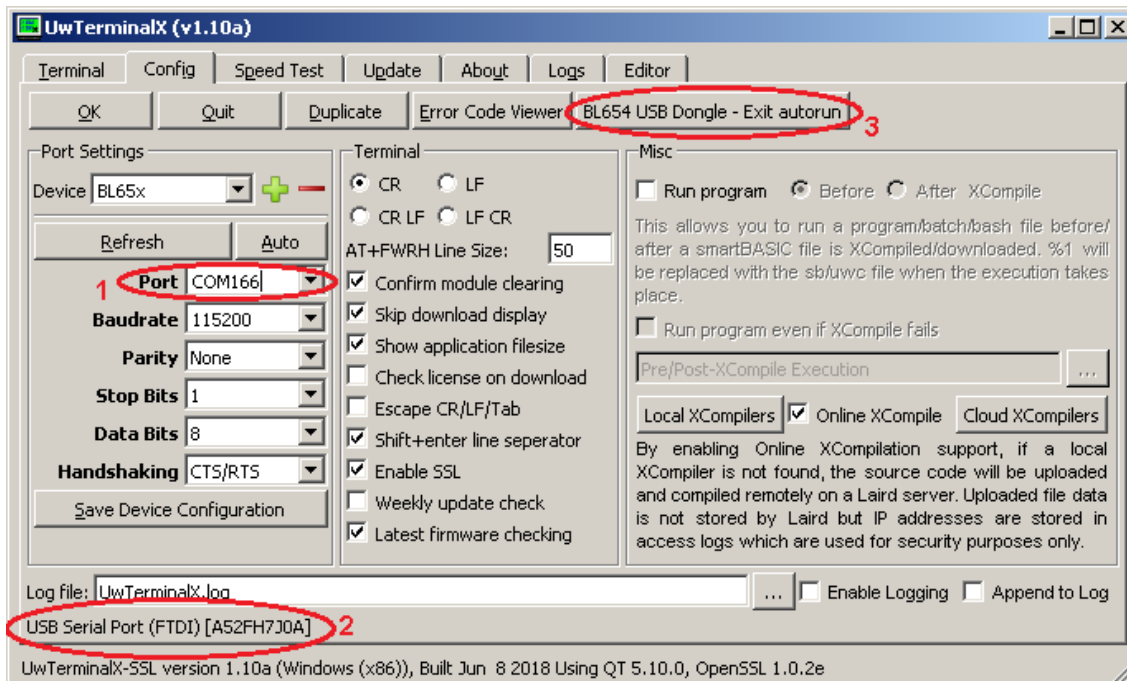 UwTerminalX (v1.10a)
Terminal Config Speed Test Update About Logs Editor
OK Quit Duplicate Error Code Viewer BL654 USB Dongle - Exit autorun 3
Port Settings
Device BL65x
Refresh Auto
1 Port COM166
Baudrate 115200
Parity None
Stop Bits 1
Data Bits 8
Handshaking CTS/RTS
Save Device Configuration
Terminal
CR LF
CR LF LF CR
AT+FWRH Line Size: 50
Confirm module clearing
Skip download display
Show application filesize
Check license on download
Escape CR/LF/Tab
Shift+enter line seperator
Enable SSL
Weekly update check
Latest firmware checking
Misc
Run program Before After XCompile
This allows you to run a program/batch/bash file before/
after a smartBASIC file is XCompiled/downloaded. %1 will
be replaced with the sb/uwc file when the execution takes
place.
Run program even if XCompile fails
Pre/Post-XCompile Execution ...
Local XCompilers Online XCompile Cloud XCompilers
By enabling Online XCompilation support, if a local
XCompiler is not found, the source code will be uploaded
and compiled remotely on a Laird server. Uploaded file data
is not stored by Laird but IP addresses are stored in
access logs which are used for security purposes only.
Log file: UwTerminalX.log ... Enable Logging Append to Log
USB Serial Port (FTDI) [A52FH7J0A] 2
UwTerminalX-SSL version 1.10a (Windows (x86)), Built Jun 8 2018 Using QT 5.10.0, OpenSSL 1.0.2e